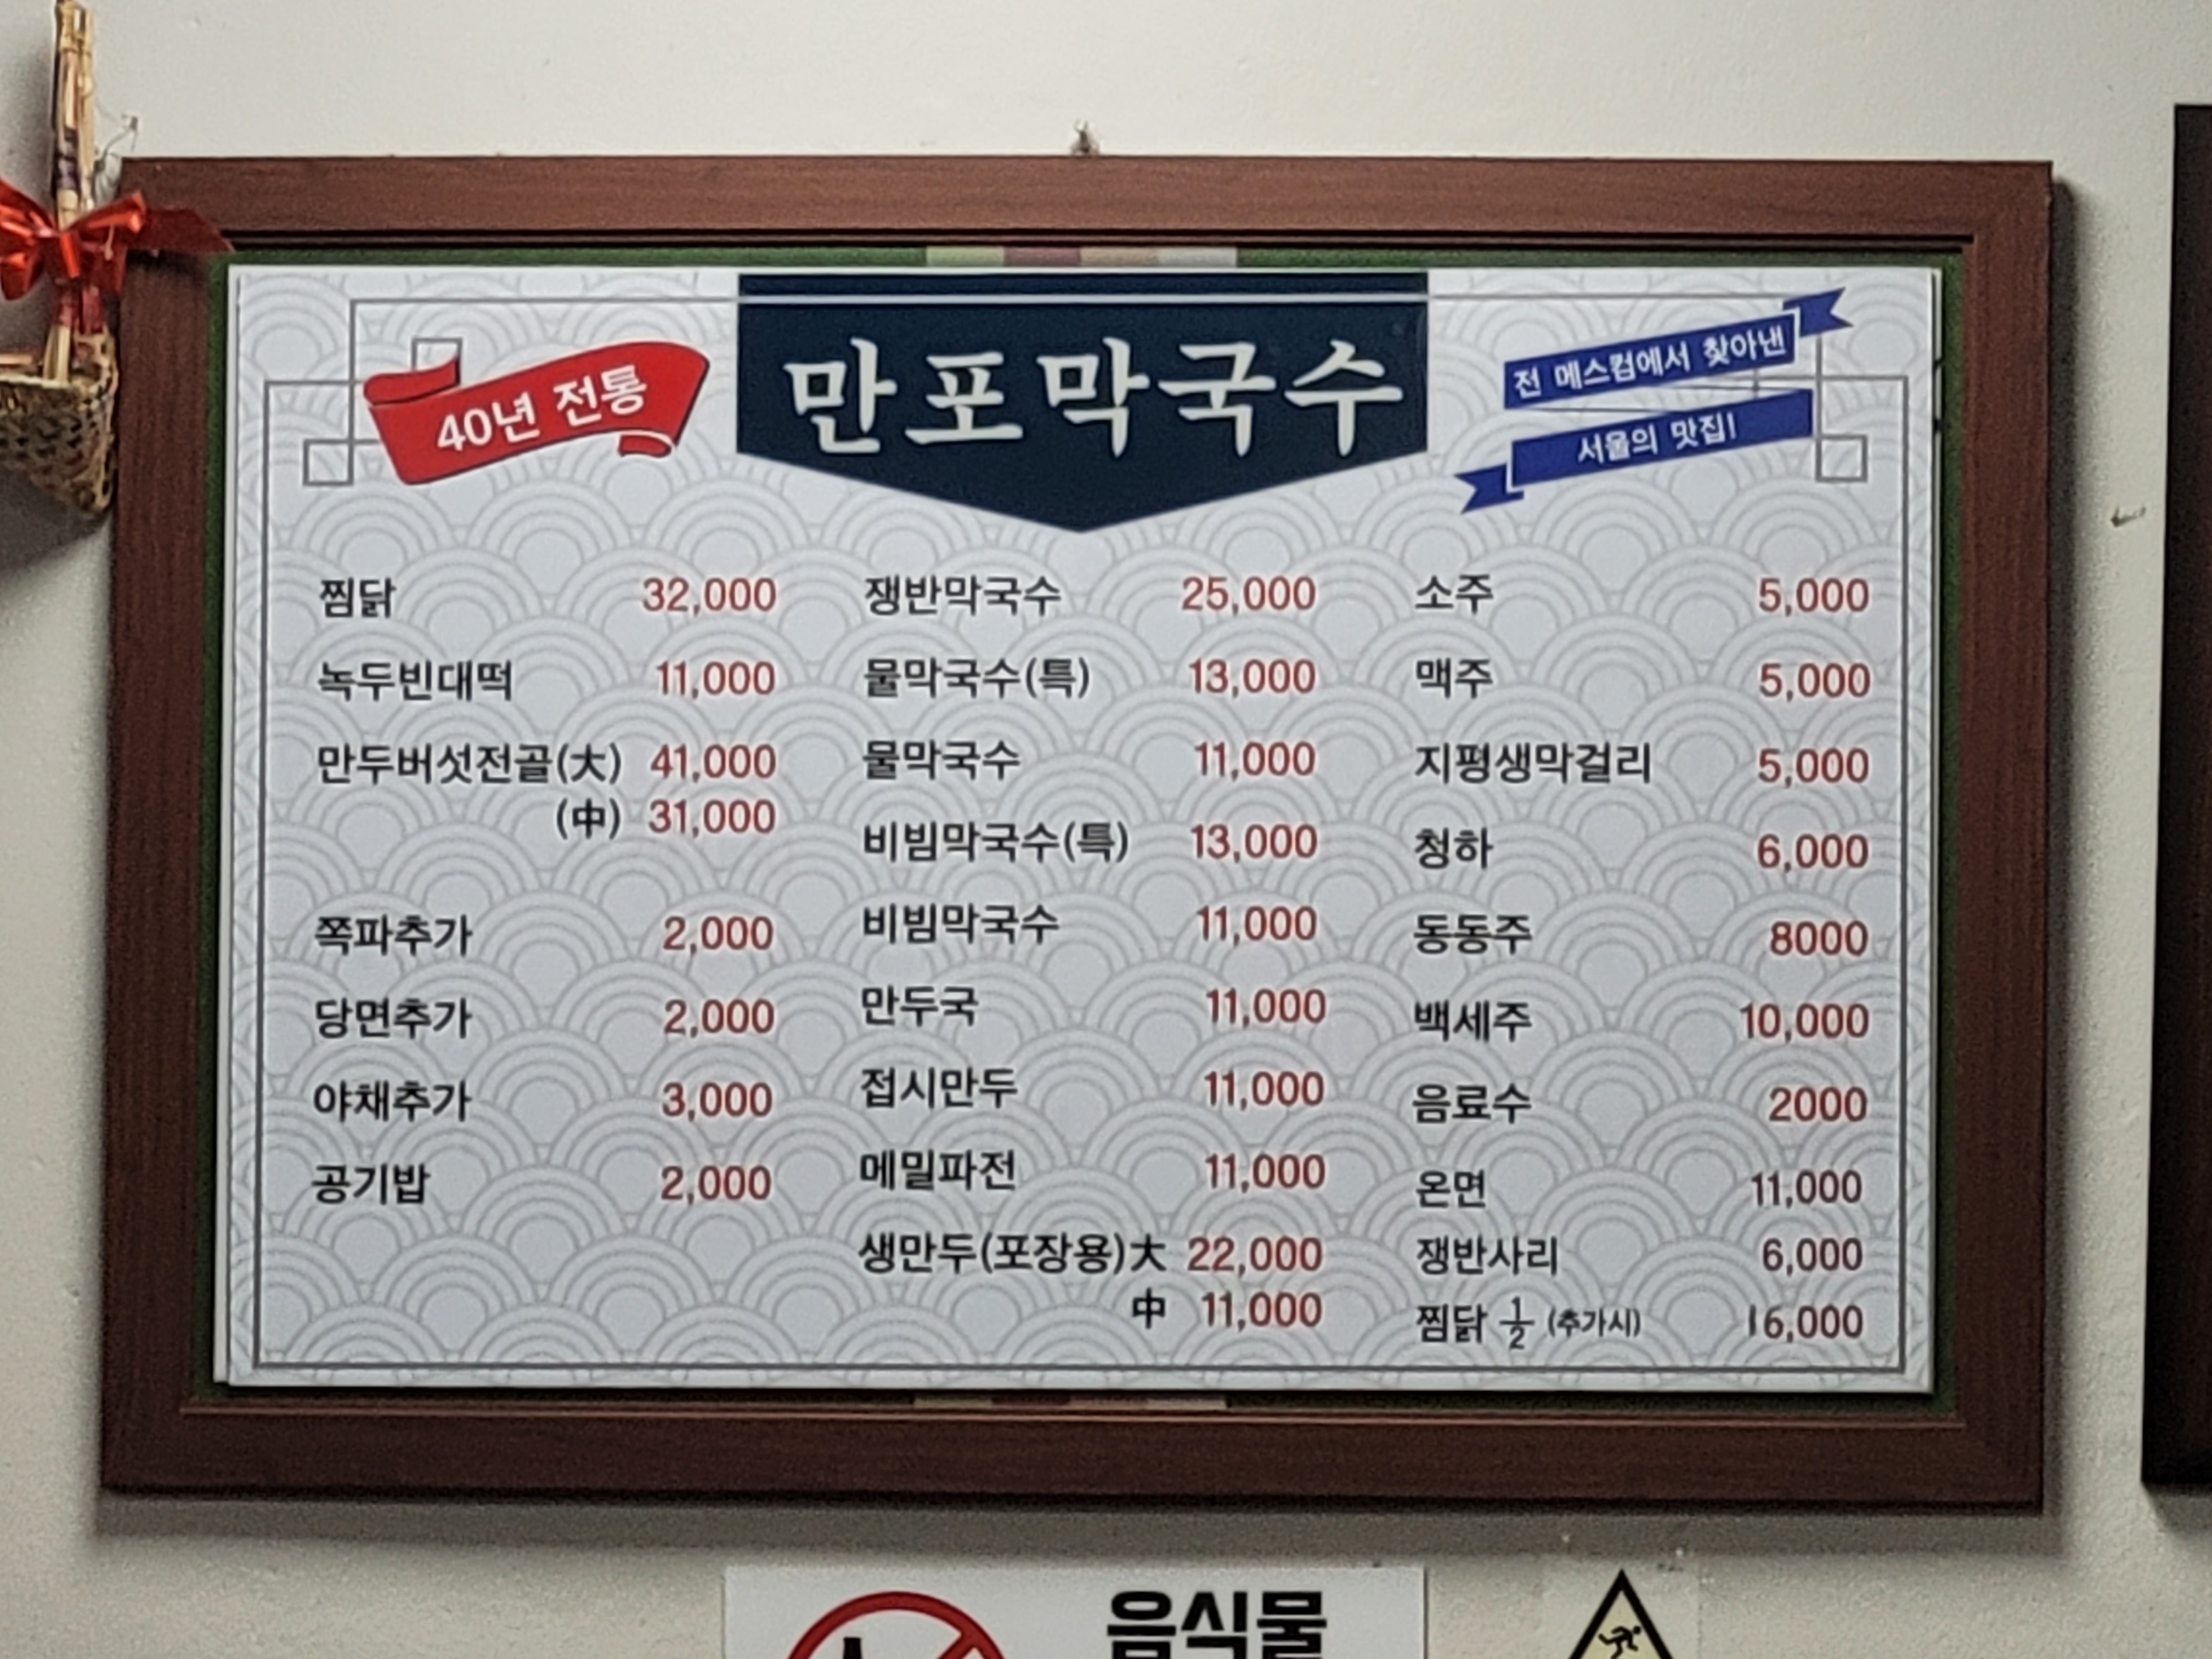 40년 전통
만포막국수
전 메스컴에서 찾아낸
서울의 맛집!
찜닭 32,000
녹두빈대떡 11,000
만두버섯전골(大) 41,000
(中) 31,000
쪽파추가 2,000
당면추가 2,000
야채추가 3,000
공기밥 2,000
쟁반막국수 25,000
물막국수(특) 13,000
물막국수 11,000
비빔막국수(특) 13,000
비빔막국수 11,000
만두국 11,000
접시만두 11,000
메밀파전 11,000
생만두(포장용)大 22,000
中 11,000
소주 5,000
맥주 5,000
지평생막걸리 5,000
청하 6,000
동동주 8000
백세주 10,000
음료수 2000
온면 11,000
쟁반사리 6,000
찜닭 1/2 (추가시) 16,000
음식물